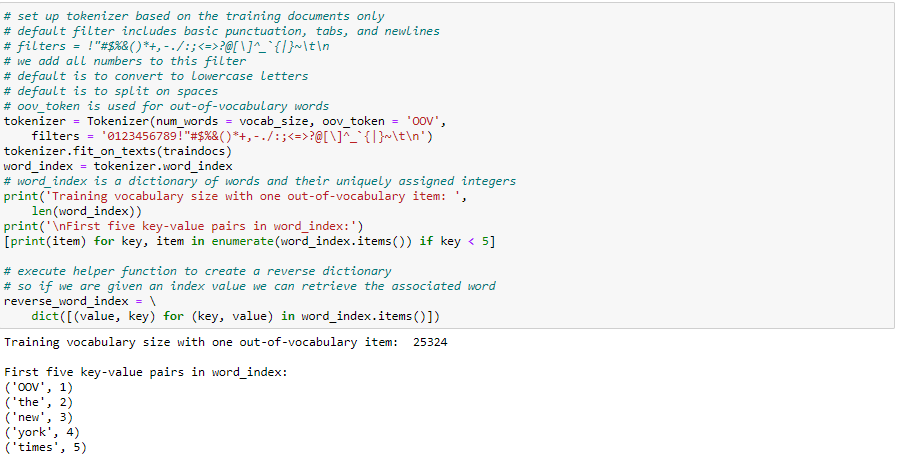 # set up tokenizer based on the training documents only
# default filter includes basic punctuation, tabs, and newlines
# filters = !"#$%&()*+,-./:;<=>?@[\]^_`{|}~\t\n
# we add all numbers to this filter
# default is to convert to lowercase letters
# default is to split on spaces
# oov_token is used for out-of-vocabulary words
tokenizer = Tokenizer(num_words = vocab_size, oov_token = 'OOV',
    filters = '0123456789!"#$%&()*+,-./:;<=>?@[\]^_`{|}~\t\n')
tokenizer.fit_on_texts(traindocs)
word_index = tokenizer.word_index
# word_index is a dictionary of words and their uniquely assigned integers
print('Training vocabulary size with one out-of-vocabulary item: ',
    len(word_index))
print('\nFirst five key-value pairs in word_index:')
[print(item) for key, item in enumerate(word_index.items()) if key < 5]

# execute helper function to create a reverse dictionary
# so if we are given an index value we can retrieve the associated word
reverse_word_index = \
    dict([(value, key) for (key, value) in word_index.items()])
Training vocabulary size with one out-of-vocabulary item:  25324

First five key-value pairs in word_index:
('OOV', 1)
('the', 2)
('new', 3)
('york', 4)
('times', 5)